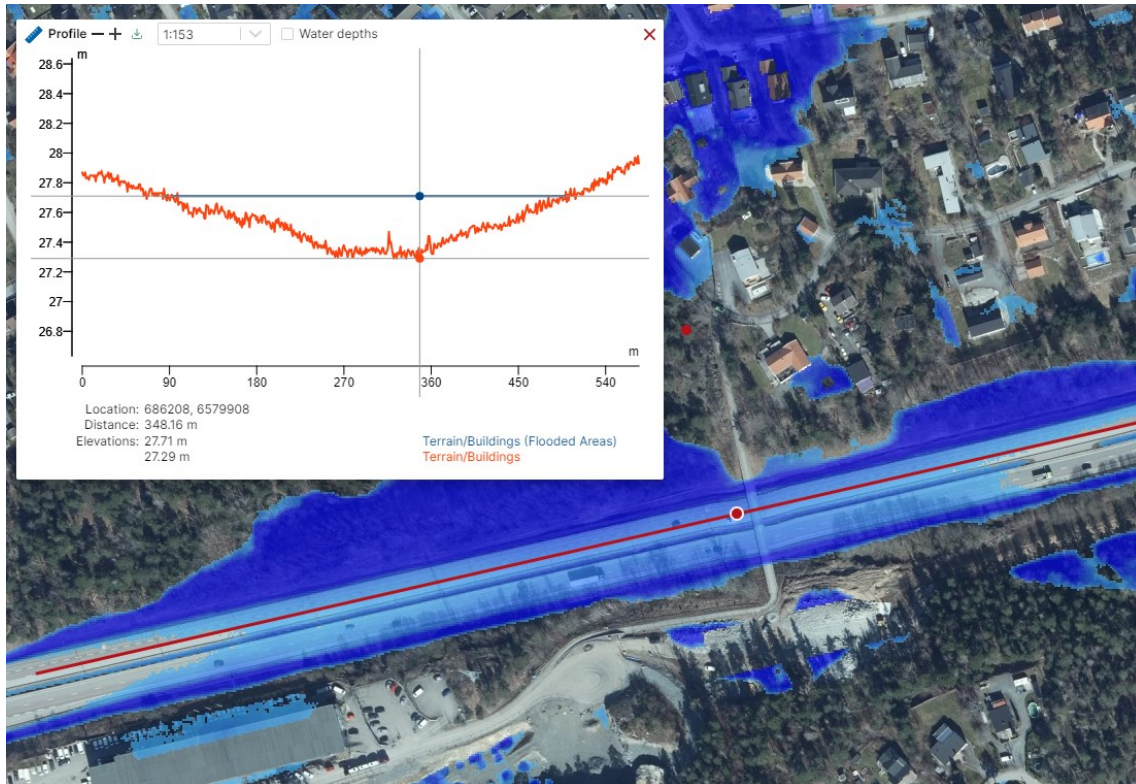 Profile
1:153
Water depths
m
28.6
28.4
28.2
28
27.8
27.6
27.4
27.2
27
26.8
m
0 90 180 270 360 450 540
Location: 686208, 6579908
Distance: 348.16 m
Elevations: 27.71 m Terrain/Buildings (Flooded Areas)
27.29 m Terrain/Buildings